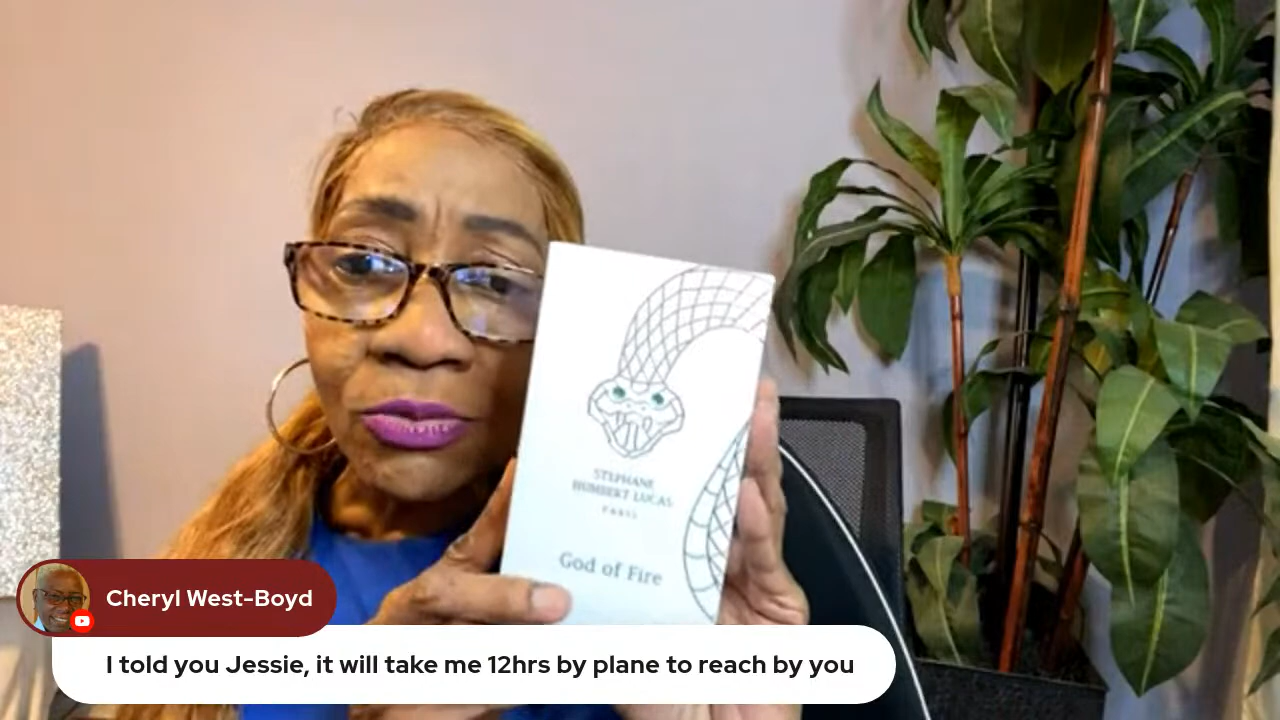 STEPHANE
HUMBERT LUCAS
PARIS
God of Fire
Cheryl West-Boyd
I told you Jessie, it will take me 12hrs by plane to reach by you